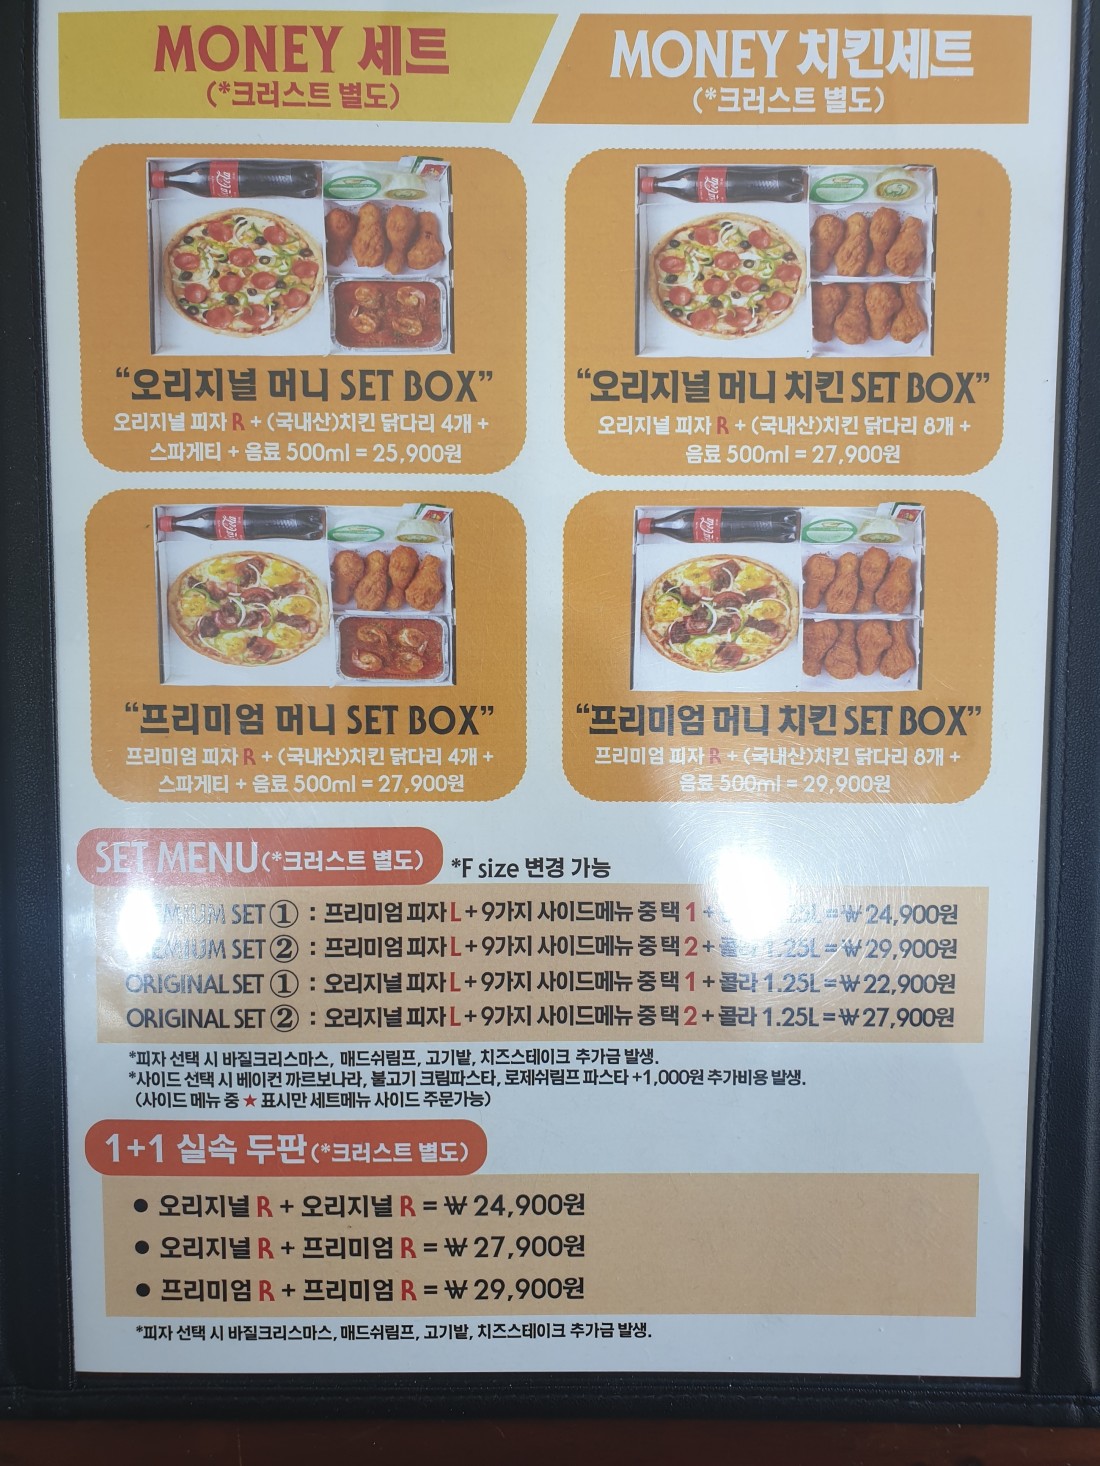 MONEY 세트
(*크러스트 별도)
MONEY 치킨세트
(*크러스트 별도)
“오리지널 머니 SET BOX”
오리지널 피자 R + (국내산)치킨 닭다리 4개 +
스파게티 + 음료 500ml = 25,900원
“오리지널 머니 치킨 SET BOX”
오리지널 피자 R + (국내산)치킨 닭다리 8개 +
음료 500ml = 27,900원
“프리미엄 머니 SET BOX”
프리미엄 피자 R + (국내산)치킨 닭다리 4개 +
스파게티 + 음료 500ml = 27,900원
“프리미엄 머니 치킨 SET BOX”
프리미엄 피자 R + (국내산)치킨 닭다리 8개 +
음료 500ml = 29,900원
SET MENU(*크러스트 별도) *F size 변경 가능
SET ① : 프리미엄 피자 L + 9가지 사이드메뉴 중 택 1 + = ₩ 24,900원
SET ② : 프리미엄 피자 L + 9가지 사이드메뉴 중 택 2 + 콜라 1.25L = ₩ 29,900원
ORIGINAL SET ① : 오리지널 피자 L + 9가지 사이드메뉴 중 택 1 + 콜라 1.25L = ₩ 22,900원
ORIGINAL SET ② : 오리지널 피자 L + 9가지 사이드메뉴 중 택 2 + 콜라 1.25L = ₩ 27,900원
*피자 선택 시 바질크리스마스, 매드쉬림프, 고기밭, 치즈스테이크 추가금 발생.
*사이드 선택 시 베이컨 까르보나라, 불고기 크림파스타, 로제쉬림프 파스타 +1,000원 추가비용 발생.
(사이드 메뉴 중 ★ 표시만 세트메뉴 사이드 주문가능)
1+1 실속 두판 (*크러스트 별도)
● 오리지널 R + 오리지널 R = ₩ 24,900원
● 오리지널 R + 프리미엄 R = ₩ 27,900원
● 프리미엄 R + 프리미엄 R = ₩ 29,900원
*피자 선택 시 바질크리스마스, 매드쉬림프, 고기밭, 치즈스테이크 추가금 발생.